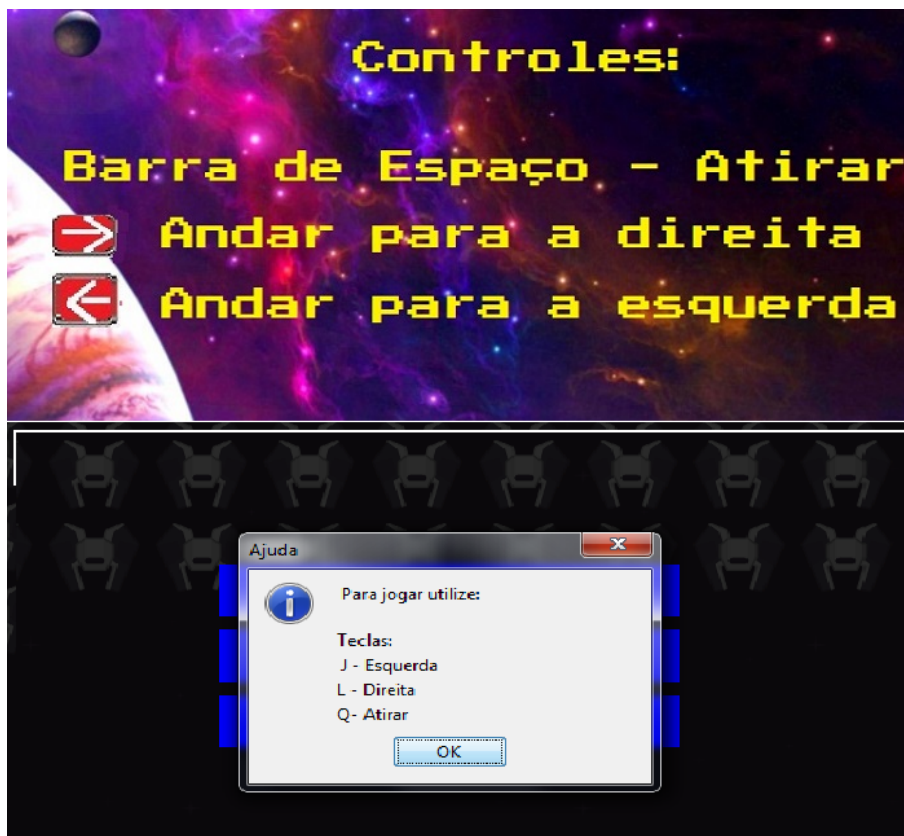 Controles:
Barra de Espaço - Atirar
Andar para a direita
Andar para a esquerda
Ajuda
Para jogar utilize:
Teclas:
J - Esquerda
L - Direita
Q- Atirar
OK